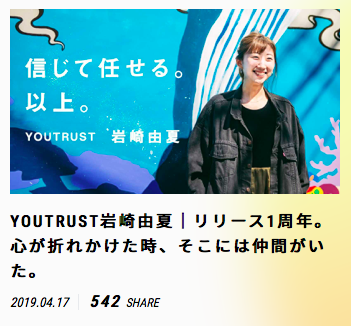 信じて任せる。
以上。
YOUTRUST 岩崎由夏
YOUTRUST岩崎由夏｜リリース1周年。
心が折れかけた時、そこには仲間がい
た。
2019.04.17 542 SHARE